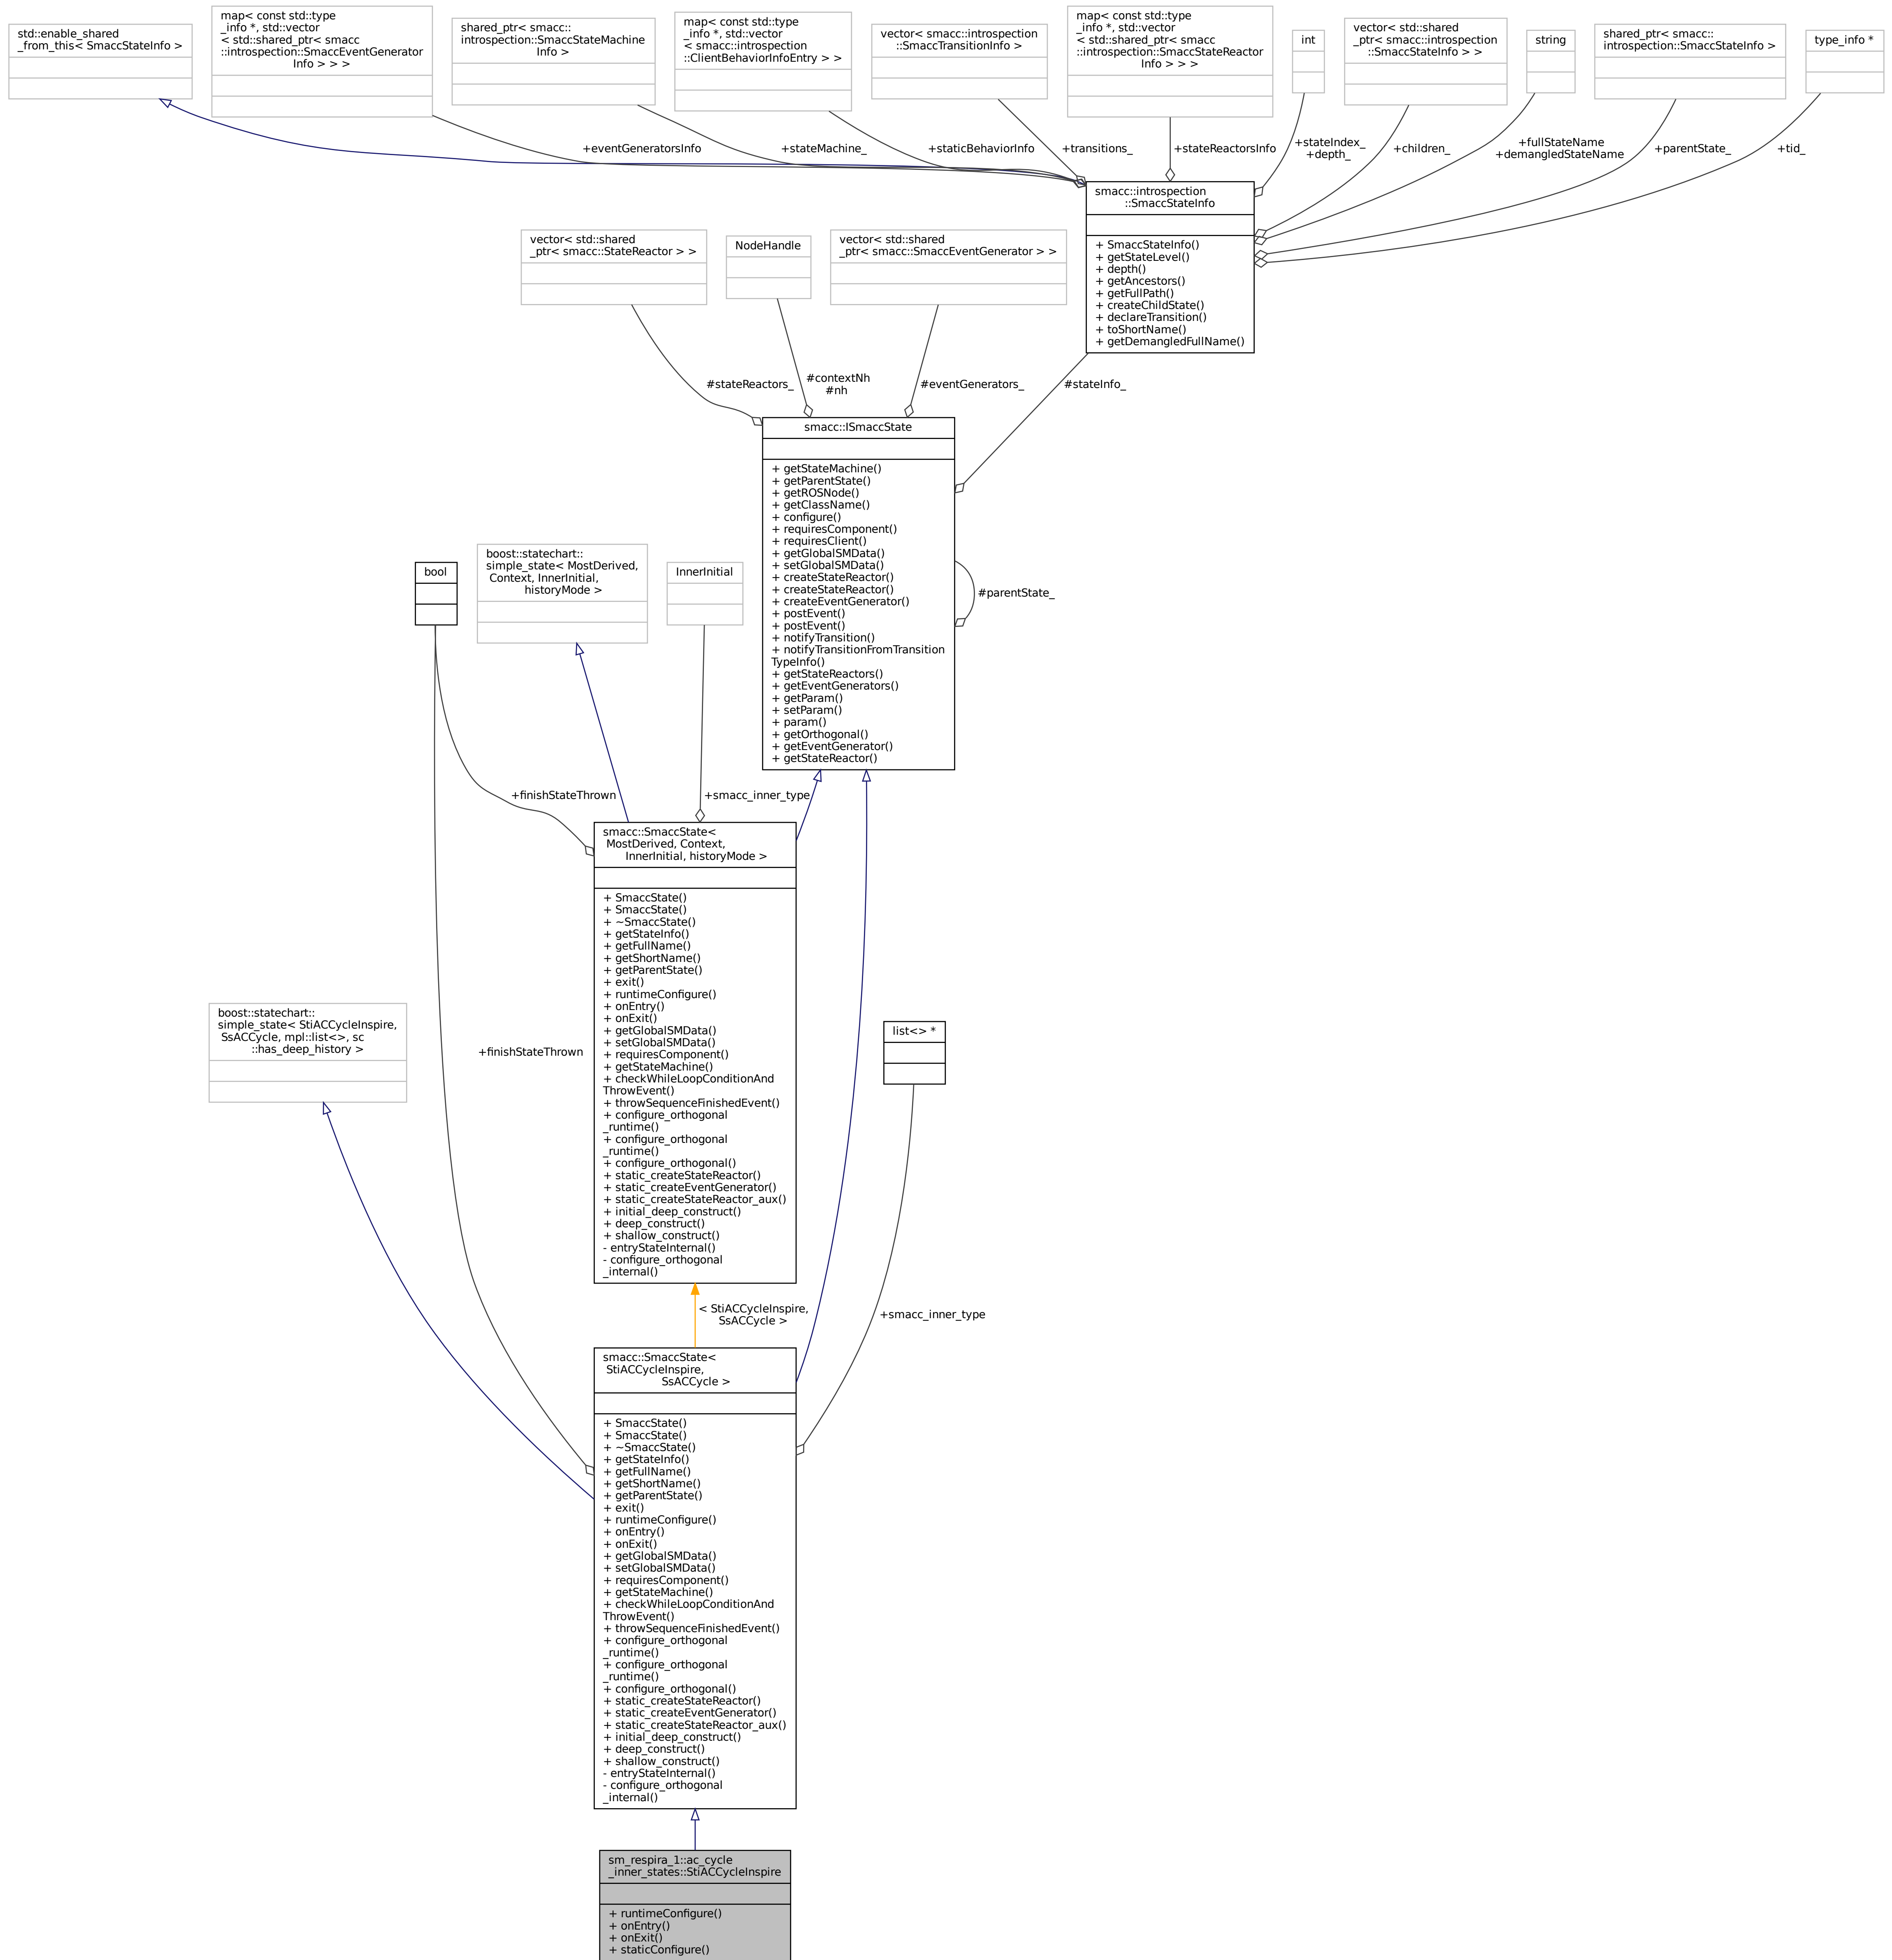 std::enable_shared
_from_this< SmaccStateInfo >
map< const std::type
_info *, std::vector
< std::shared_ptr< smacc
::introspection::SmaccEventGenerator
Info > > >
shared_ptr< smacc::
introspection::SmaccStateMachine
Info >
map< const std::type
_info *, std::vector
< smacc::introspection
::ClientBehaviorInfoEntry > >
vector< smacc::introspection
::SmaccTransitionInfo >
map< const std::type
_info *, std::vector
< std::shared_ptr< smacc
::introspection::SmaccStateReactor
Info > > >
int
vector< std::shared
_ptr< smacc::introspection
::SmaccStateInfo > >
string
shared_ptr< smacc::
introspection::SmaccStateInfo >
type_info *
+eventGeneratorsInfo
+stateMachine_
+staticBehaviorInfo
+transitions_
+stateReactorsInfo
+stateIndex_
+depth_
+children_
+fullStateName
+demangledStateName
+parentState_
+tid_
smacc::introspection
::SmaccStateInfo
+ SmaccStateInfo()
+ getStateLevel()
+ depth()
+ getAncestors()
+ getFullPath()
+ createChildState()
+ declareTransition()
+ toShortName()
+ getDemangledFullName()
vector< std::shared
_ptr< smacc::StateReactor > >
NodeHandle
vector< std::shared
_ptr< smacc::SmaccEventGenerator > >
#stateReactors_
#contextNh
#nh
#eventGenerators_
#stateInfo_
smacc::ISmaccState
+ getStateMachine()
+ getParentState()
+ getROSNode()
+ getClassName()
+ configure()
+ requiresComponent()
+ requiresClient()
+ getGlobalSMData()
+ setGlobalSMData()
+ createStateReactor()
+ createStateReactor()
+ createEventGenerator()
+ postEvent()
+ postEvent()
+ notifyTransition()
+ notifyTransitionFromTransition
TypeInfo()
+ getStateReactors()
+ getEventGenerators()
+ getParam()
+ setParam()
+ param()
+ getOrthogonal()
+ getEventGenerator()
+ getStateReactor()
#parentState_
bool
boost::statechart::
simple_state< MostDerived,
Context, InnerInitial,
historyMode >
InnerInitial
+finishStateThrown
+smacc_inner_type
smacc::SmaccState<
MostDerived, Context,
InnerInitial, historyMode >
+ SmaccState()
+ SmaccState()
+ ~SmaccState()
+ getStateInfo()
+ getFullName()
+ getShortName()
+ getParentState()
+ exit()
+ runtimeConfigure()
+ onEntry()
+ onExit()
+ getGlobalSMData()
+ setGlobalSMData()
+ requiresComponent()
+ getStateMachine()
+ checkWhileLoopConditionAnd
ThrowEvent()
+ throwSequenceFinishedEvent()
+ configure_orthogonal
_runtime()
+ configure_orthogonal
_runtime()
+ configure_orthogonal()
+ static_createStateReactor()
+ static_createEventGenerator()
+ static_createStateReactor_aux()
+ initial_deep_construct()
+ deep_construct()
+ shallow_construct()
- entryStateInternal()
- configure_orthogonal
_internal()
boost::statechart::
simple_state< StiACCycleInspire,
SsACCycle, mpl::list<>, sc
::has_deep_history >
+finishStateThrown
list<> *
< StiACCycleInspire,
SsACCycle >
+smacc_inner_type
smacc::SmaccState<
StiACCycleInspire,
SsACCycle >
+ SmaccState()
+ SmaccState()
+ ~SmaccState()
+ getStateInfo()
+ getFullName()
+ getShortName()
+ getParentState()
+ exit()
+ runtimeConfigure()
+ onEntry()
+ onExit()
+ getGlobalSMData()
+ setGlobalSMData()
+ requiresComponent()
+ getStateMachine()
+ checkWhileLoopConditionAnd
ThrowEvent()
+ throwSequenceFinishedEvent()
+ configure_orthogonal
_runtime()
+ configure_orthogonal
_runtime()
+ configure_orthogonal()
+ static_createStateReactor()
+ static_createEventGenerator()
+ static_createStateReactor_aux()
+ initial_deep_construct()
+ deep_construct()
+ shallow_construct()
- entryStateInternal()
- configure_orthogonal
_internal()
sm_respira_1::ac_cycle
_inner_states::StiACCycleInspire
+ runtimeConfigure()
+ onEntry()
+ onExit()
+ staticConfigure()